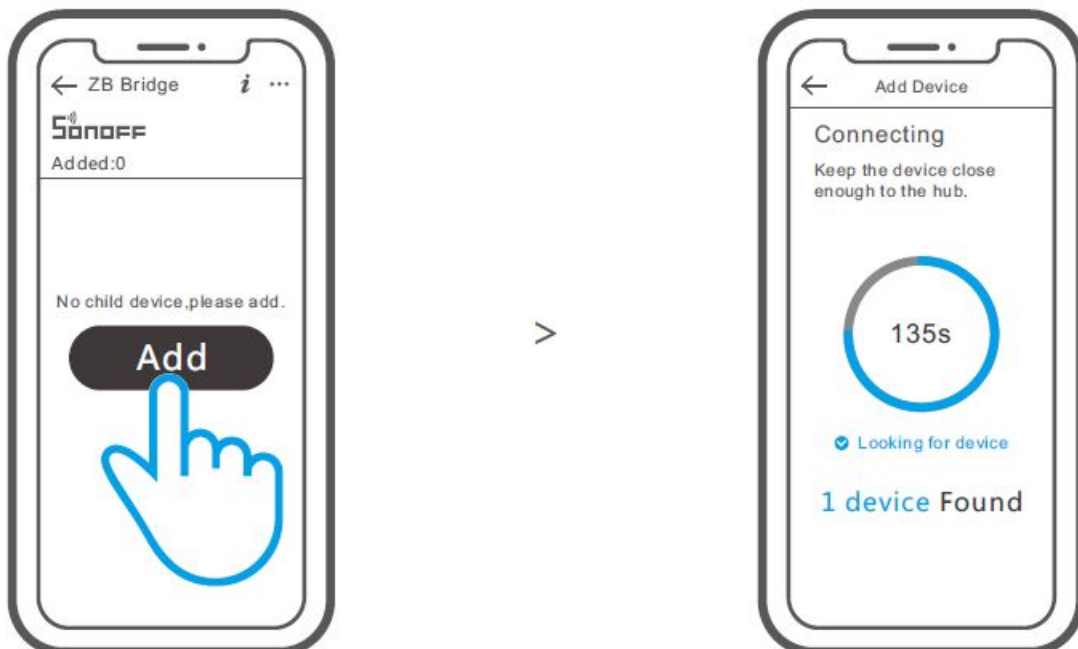 ZB Bridge i ...
SONOFF
Added:0
No child device,please add.
Add
>
Add Device
Connecting
Keep the device close
enough to the hub.
135s
Looking for device
1 device Found